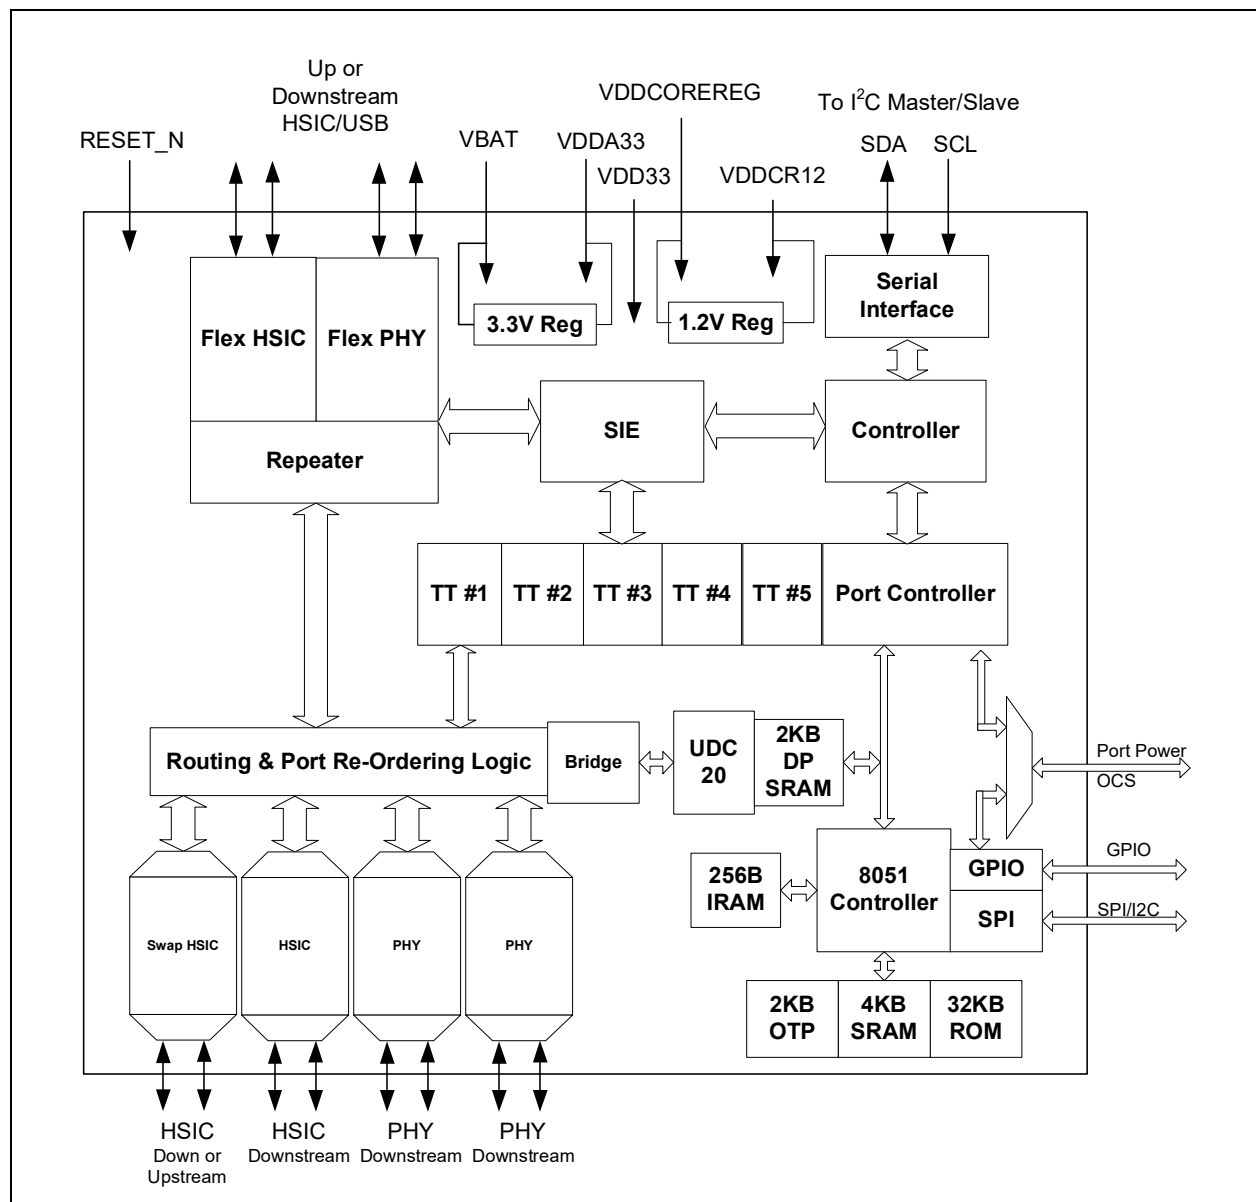 Up or
Downstream
HSIC/USB
RESET_N
VBAT
VDDA33
VDDCOREREG
VDD33
VDDCR12
To I²C Master/Slave
SDA
SCL
Flex HSIC
Flex PHY
3.3V Reg
1.2V Reg
Serial
Interface
Repeater
SIE
Controller
TT #1
TT #2
TT #3
TT #4
TT #5
Port Controller
Routing & Port Re-Ordering Logic
Bridge
UDC
20
2KB
DP
SRAM
Port Power
OCS
256B
IRAM
8051
Controller
GPIO
GPIO
SPI
SPI/I2C
Swap HSIC
HSIC
PHY
PHY
2KB
OTP
4KB
SRAM
32KB
ROM
HSIC
Down or
Upstream
HSIC
Downstream
PHY
Downstream
PHY
Downstream